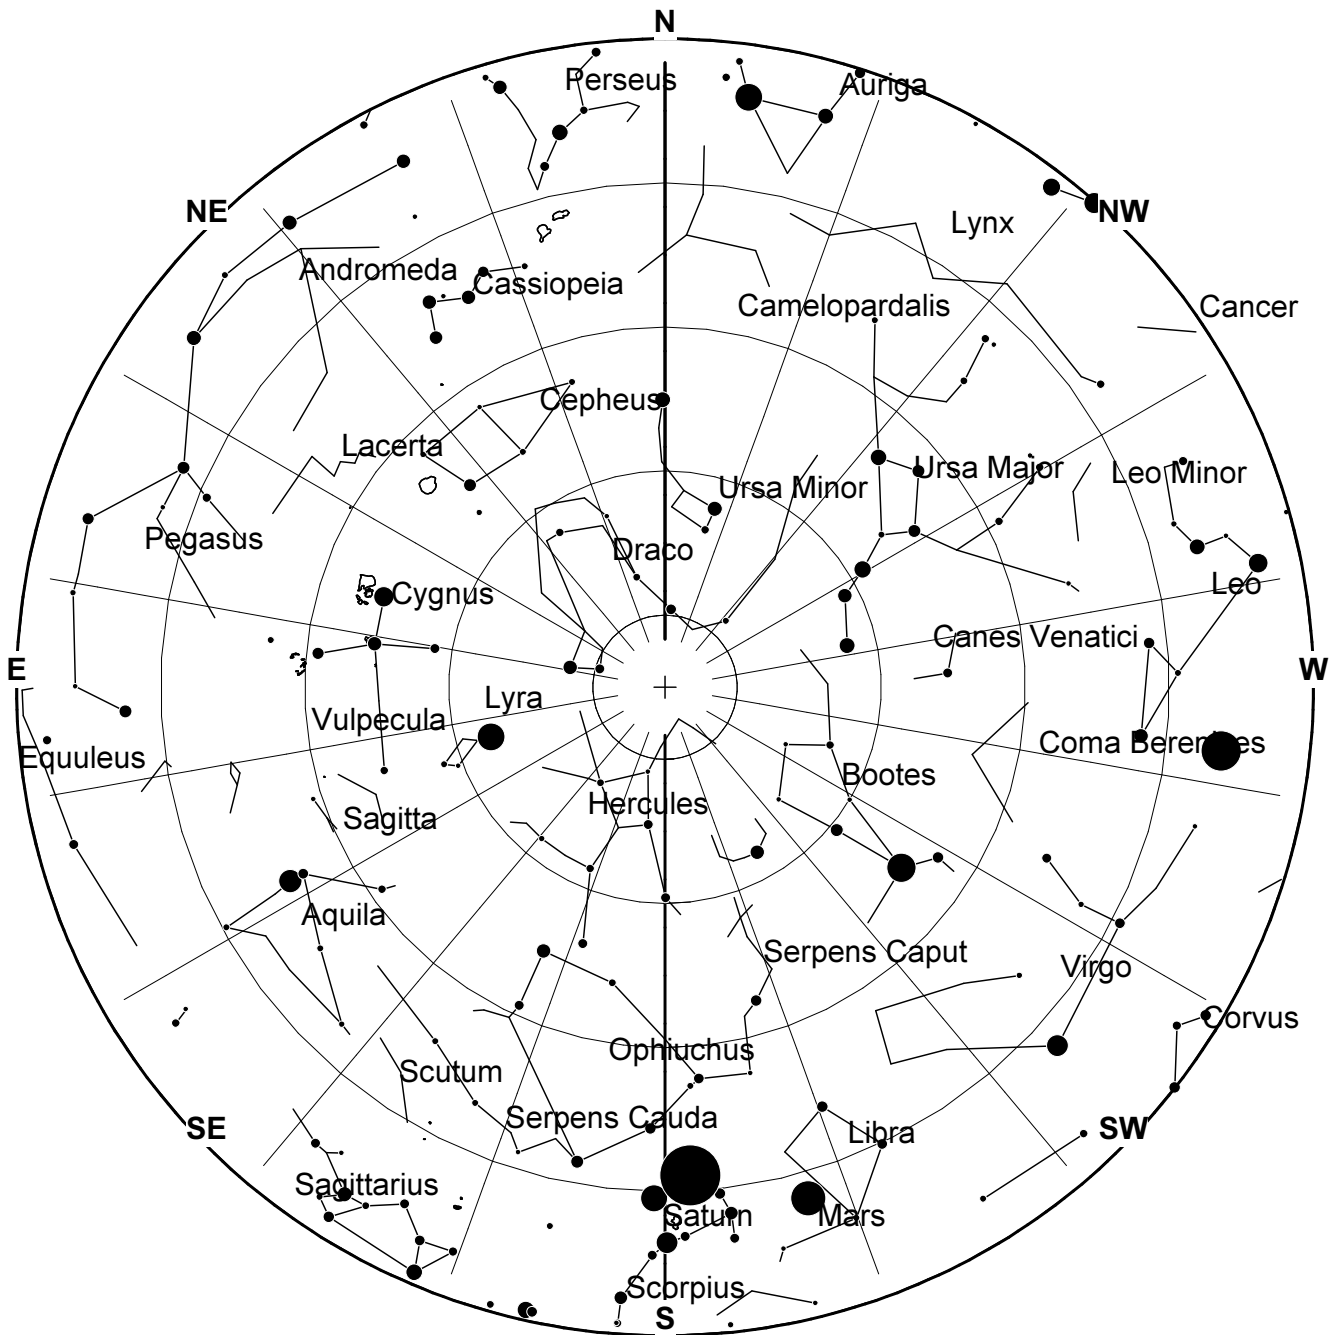 N
Perseus
Auriga
NE
NW
Lynx
Andromeda
Cassiopeia
Camelopardalis
Cancer
Cepheus
Lacerta
Ursa Major
Leo Minor
Ursa Minor
Pegasus
Draco
Leo
Cygnus
Canes Venatici
E
W
Lyra
Vulpecula
Coma Berenices
Equuleus
Bootes
Hercules
Sagitta
Aquila
Serpens Caput
Virgo
Corvus
Ophiuchus
Scutum
Serpens Cauda
SE
Libra
SW
Sagittarius
Saturn
Mars
Scorpius
S